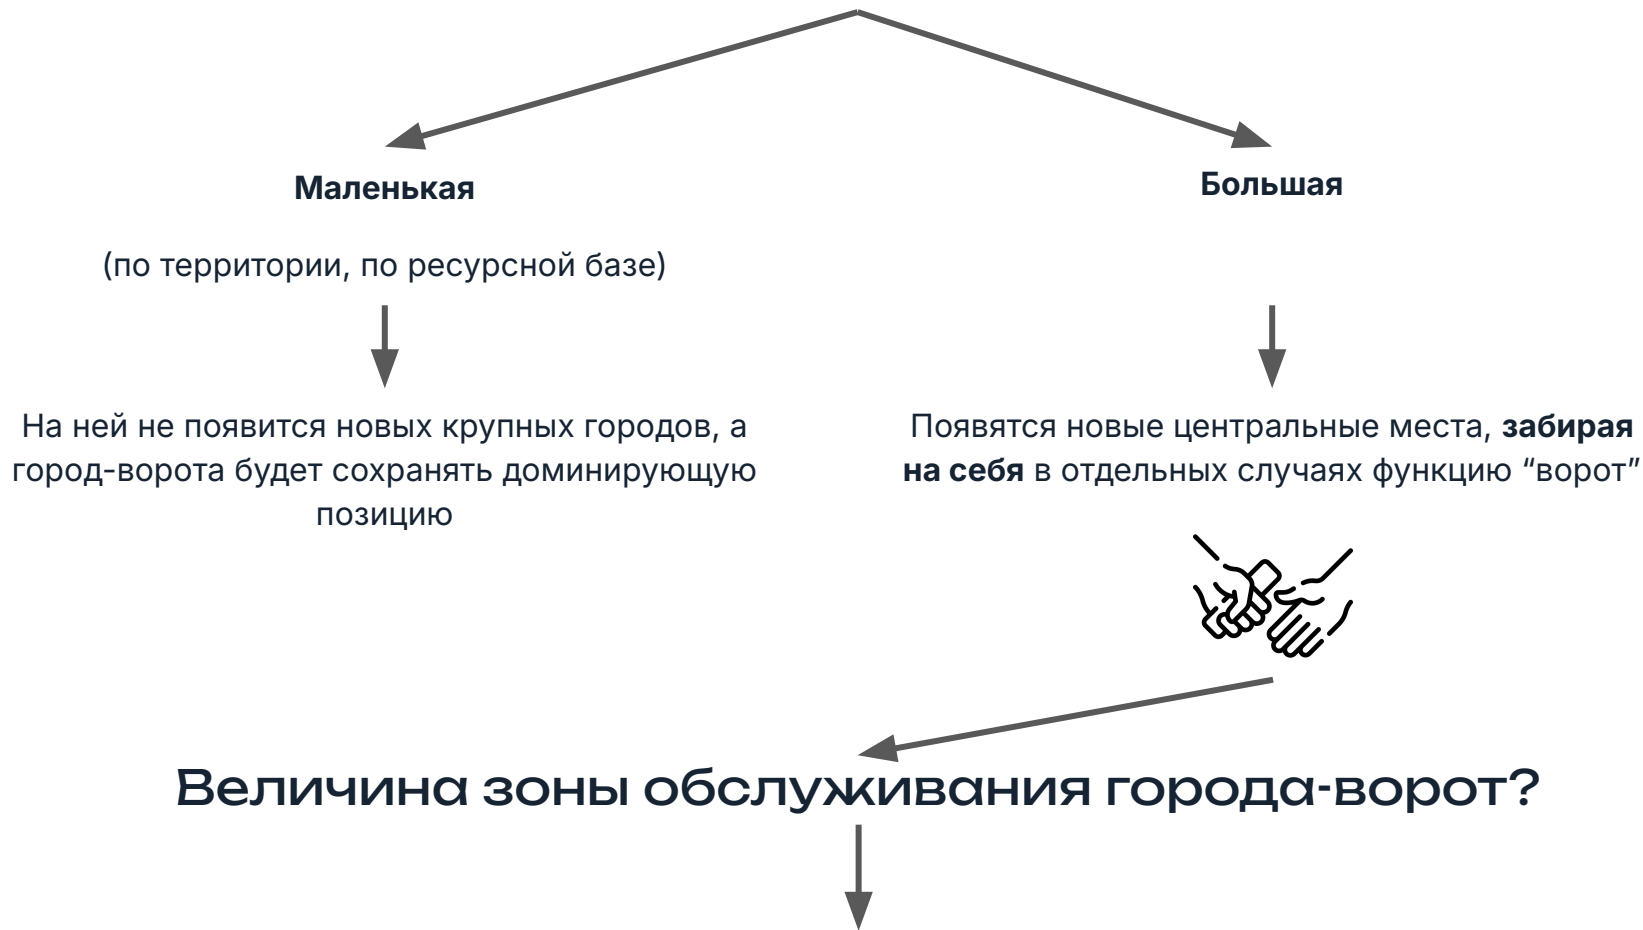 Маленькая
Большая
(по территории, по ресурсной базе)
На ней не появится новых крупных городов, а
город-ворота будет сохранять доминирующую
позицию
Появятся новые центральные места, забирая
на себя в отдельных случаях функцию “ворот”
Величина зоны обслуживания города-ворот?